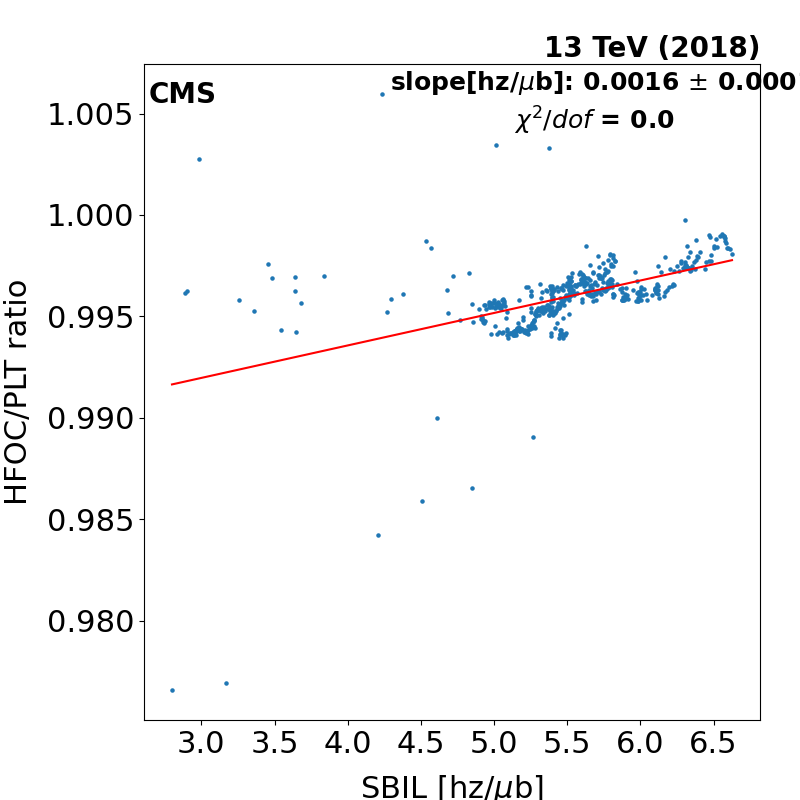 13 TeV (2018)
CMS
slope[hz/μb]: 0.0016 ± 0.000
χ²/dof = 0.0
1.005
1.000
0.995
0.990
0.985
0.980
HFOC/PLT ratio
3.0 3.5 4.0 4.5 5.0 5.5 6.0 6.5
SBIL [hz/μb]